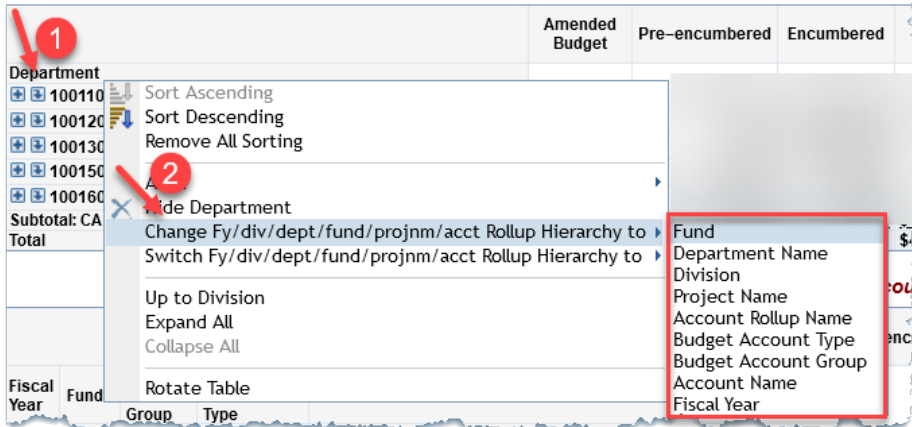 1
Amended
Budget
Pre-encumbered
Encumbered
Department
100110
Sort Ascending
100120
Sort Descending
100130
Remove All Sorting
100150
2
100160
Hide Department
Subtotal: CA
Change Fy/div/dept/fund/projnm/acct Rollup Hierarchy to
Fund
Total
Switch Fy/div/dept/fund/projnm/acct Rollup Hierarchy to
Department Name
Division
Project Name
Account Rollup Name
Budget Account Type
Budget Account Group
Account Name
Fiscal Year
Up to Division
Expand All
Collapse All
Rotate Table
Fiscal
Year
Fund
Group
Type